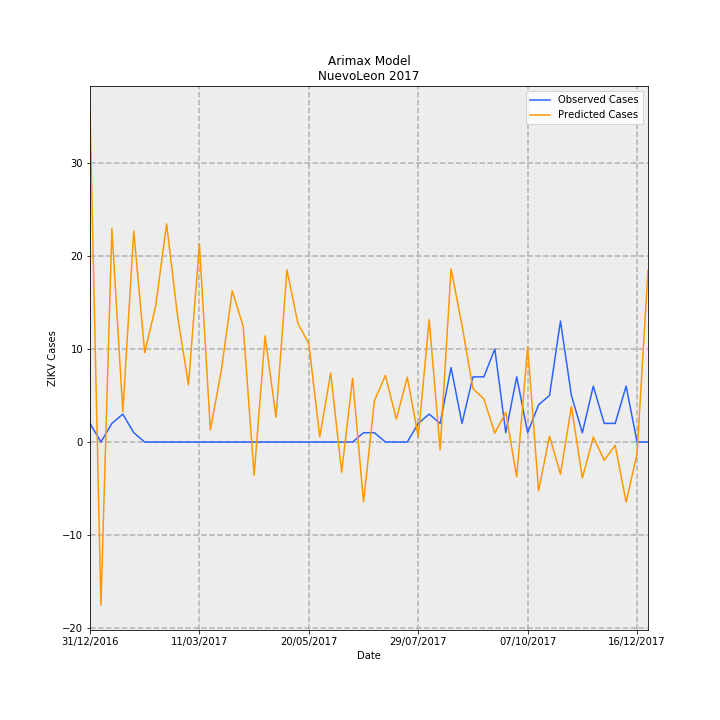 Arimax Model
NuevoLeon 2017
Observed Cases
Predicted Cases
ZIKV Cases
30
20
10
0
−10
−20
31/12/2016
11/03/2017
20/05/2017
29/07/2017
07/10/2017
16/12/2017
Date